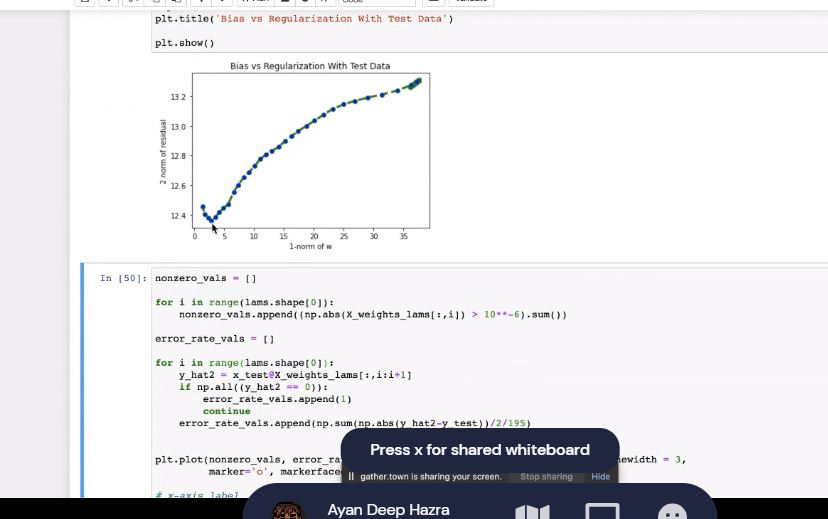 plt.title('Bias vs Regularization With Test Data')
plt.show()
Bias vs Regularization With Test Data
13.2
13.0
12.8
12.6
12.4
2 norm of residual
0 5 10 15 20 25 30 35
1-norm of w
In [50]: nonzero_vals = []
for i in range(lams.shape[0]):
nonzero_vals.append((np.abs(X_weights_lams[:,i]) > 10**-6).sum())
error_rate_vals = []
for i in range(lams.shape[0]):
y_hat2 = x_test@X_weights_lams[:,i:i+1]
if np.all((y_hat2 == 0)):
error_rate_vals.append(1)
continue
error_rate_vals.append(np.sum(np.abs(y_hat2-y_test))/2/195)
Press x for shared whiteboard
plt.plot(nonzero_vals, error_ra newidth = 3,
marker='o', markerface
gather.town is sharing your screen. Stop sharing Hide
# x-axis label
Ayan Deep Hazra